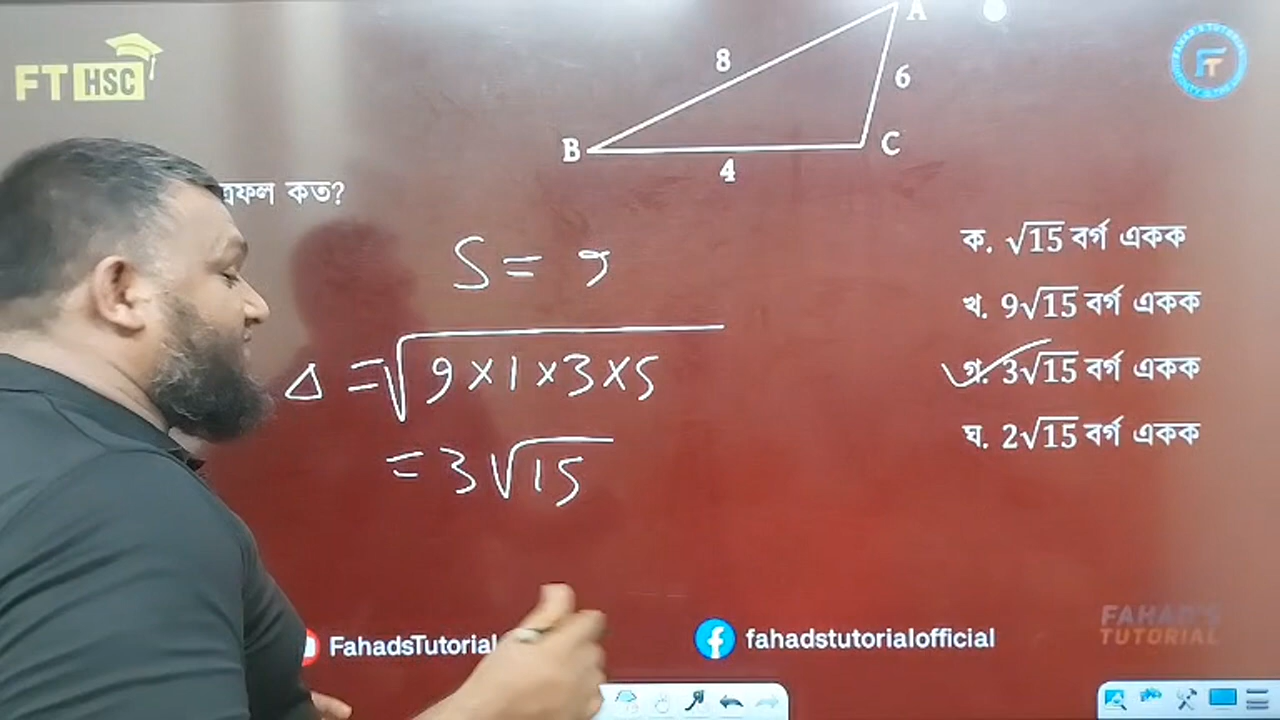 FT HSC
A
8
6
B
C
4
কত?
S = 9
ক. √15 বর্গ একক
খ. 9√15 বর্গ একক
Δ = √9×1×3×5
গ. 3√15 বর্গ একক
= 3√15
ঘ. 2√15 বর্গ একক
FAHAD'S
TUTORIAL
FahadsTutorial
fahadstutorialofficial